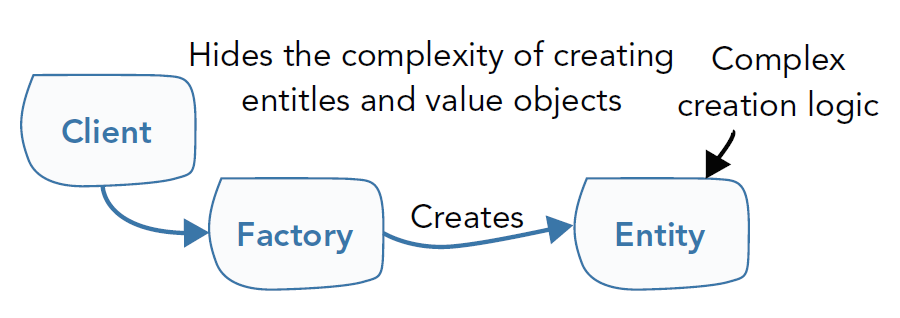 Hides the complexity of creating
entitles and value objects
Complex
creation logic
Client
Factory
Creates
Entity